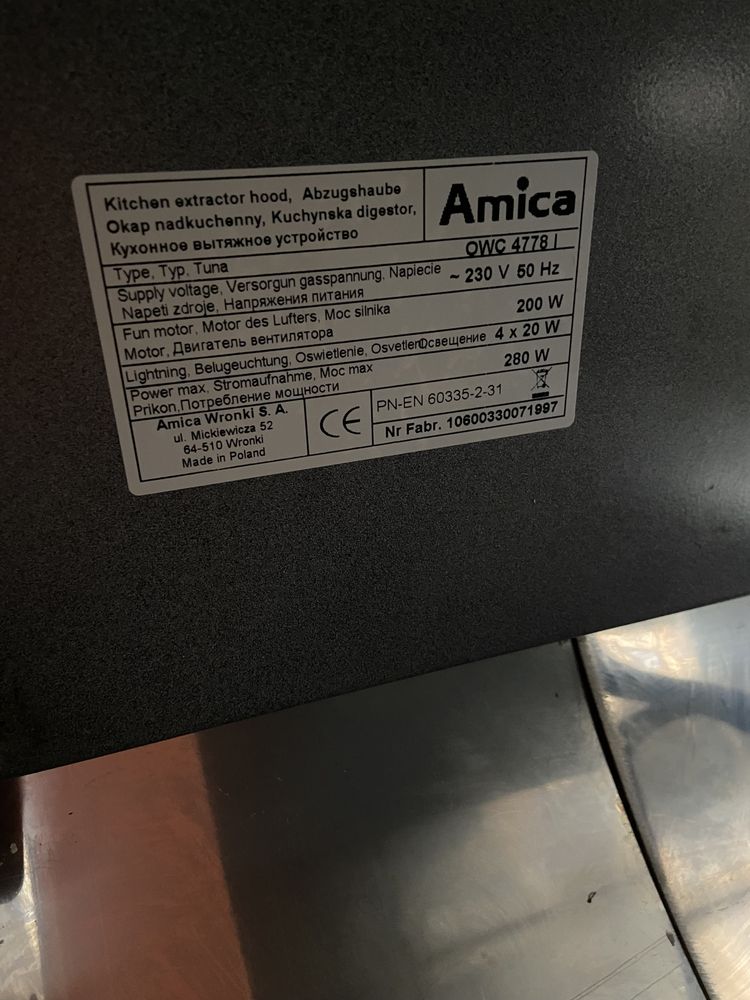 Kitchen extractor hood, Abzugshaube
Okap nadkuchenny, Kuchynska digestor,
Кухонное вытяжное устройство
Amica
Type, Typ, Tuna
OWC 4778 I
Supply voltage, Versorgun gasspannung, Napiecie
Napeti zdroje, Напряжения питания
~ 230 V 50 Hz
Fun motor, Motor des Lufters, Moc silnika
Motor, Двигатель вентилятора
200 W
Lightning, Belugeuchtung, Oswietlenie, Osvetleni Освещение 4 x 20 W
Power max, Stromaufnahme, Moc max
Prikon,Потребление мощности
280 W
Amica Wronki S. A.
ul. Mickiewicza 52
64-510 Wronki
Made in Poland
CE
PN-EN 60335-2-31
Nr Fabr. 10600330071997